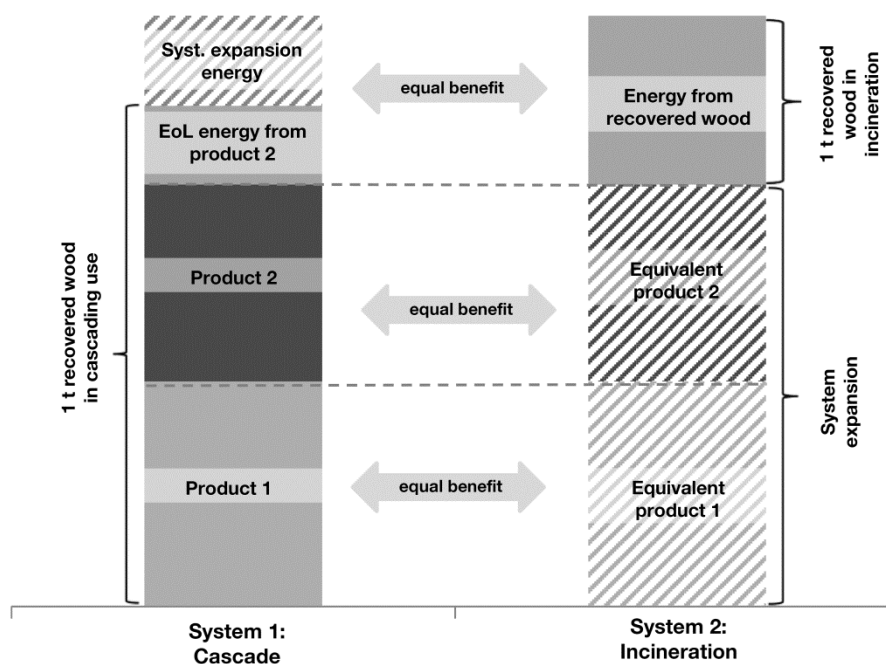 Syst. expansion
energy
equal benefit
Energy from
recovered wood
1 t recovered
wood in
incineration
EoL energy from
product 2
1 t recovered wood
in cascading use
Product 2
equal benefit
Equivalent
product 2
System
expansion
Product 1
equal benefit
Equivalent
product 1
System 1:
Cascade
System 2:
Incineration